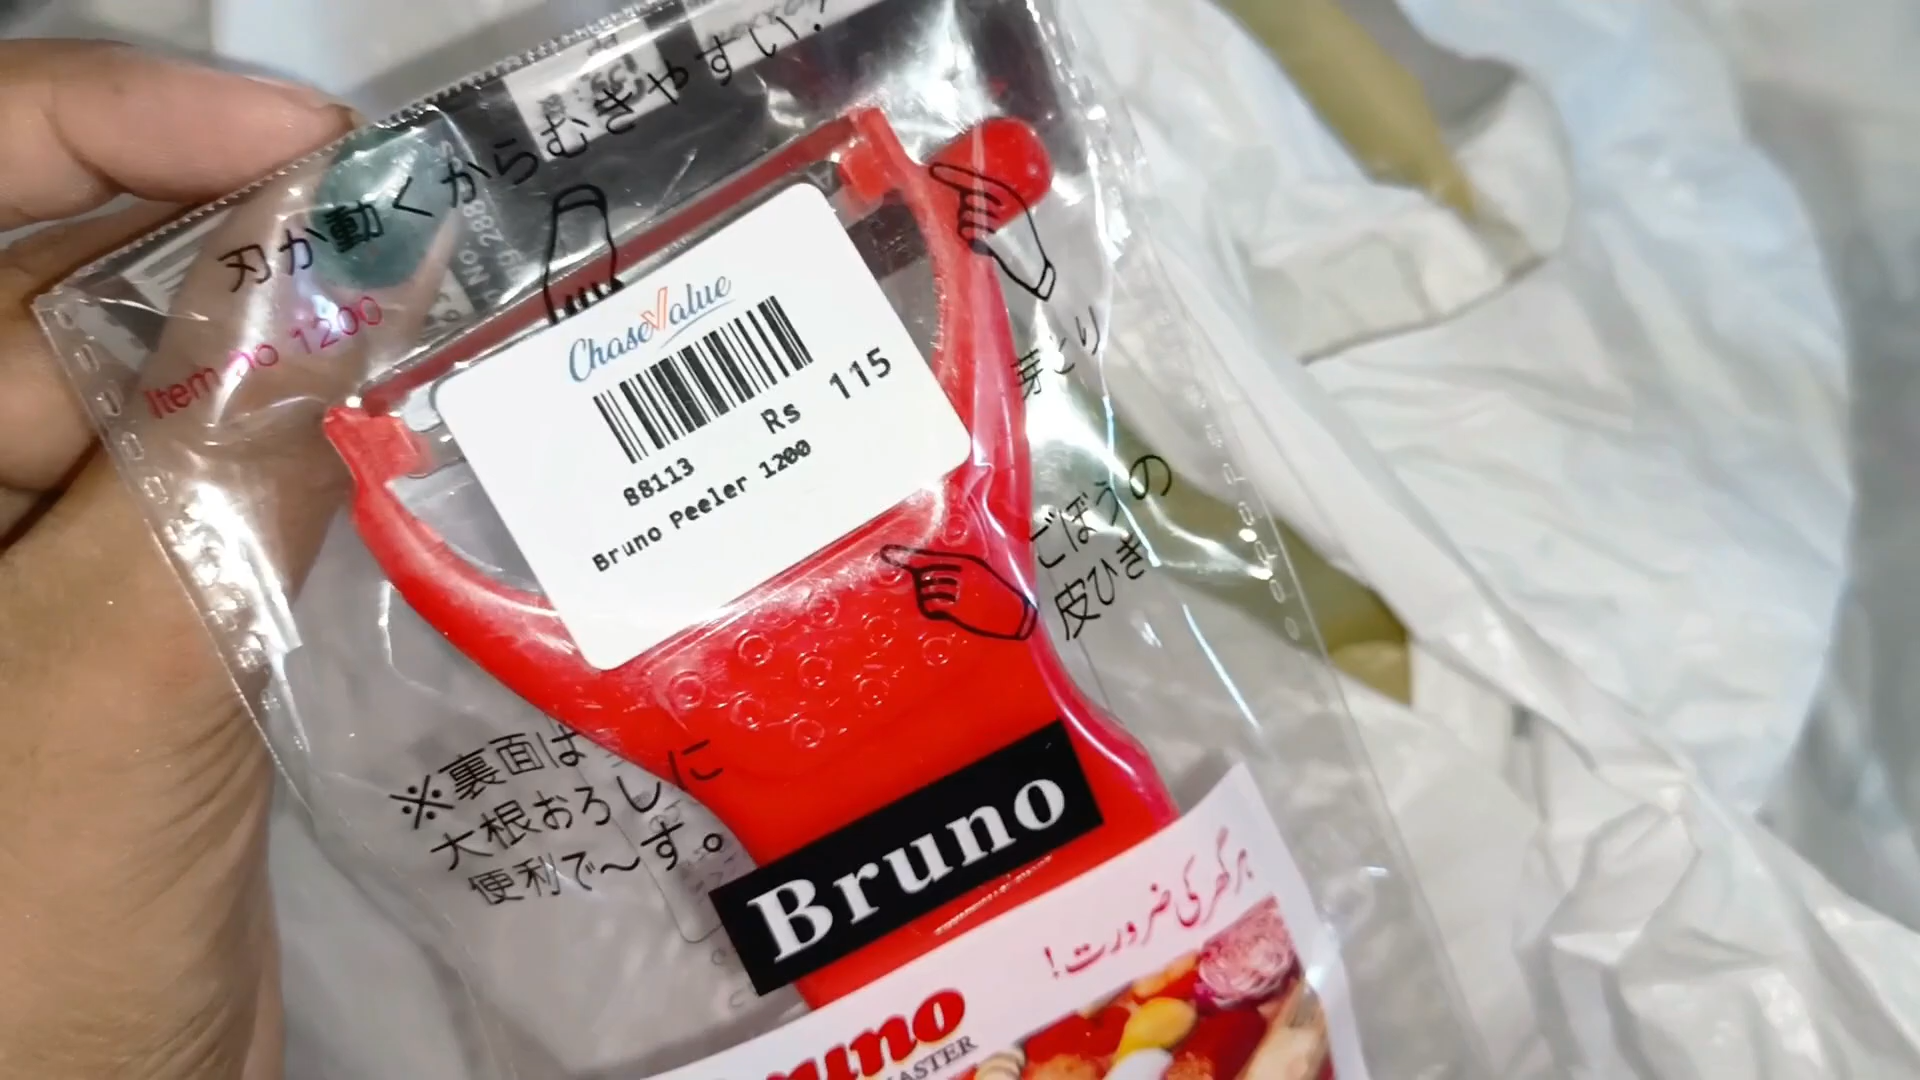 刃が動くからむきやすい!
Item No 1200
ChaseValue
Rs 115
88113
Bruno Peeler 1200
芽とり
ごぼうの
皮ひき
※裏面は
大根おろしに
便利で〜す。
Bruno
ہر گھر کی ضرورت!